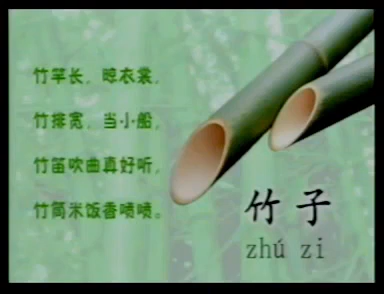 竹竿长，晾衣裳，
竹排宽，当小船，
竹笛吹曲真好听，
竹筒米饭香喷喷。
竹子
zhú zi